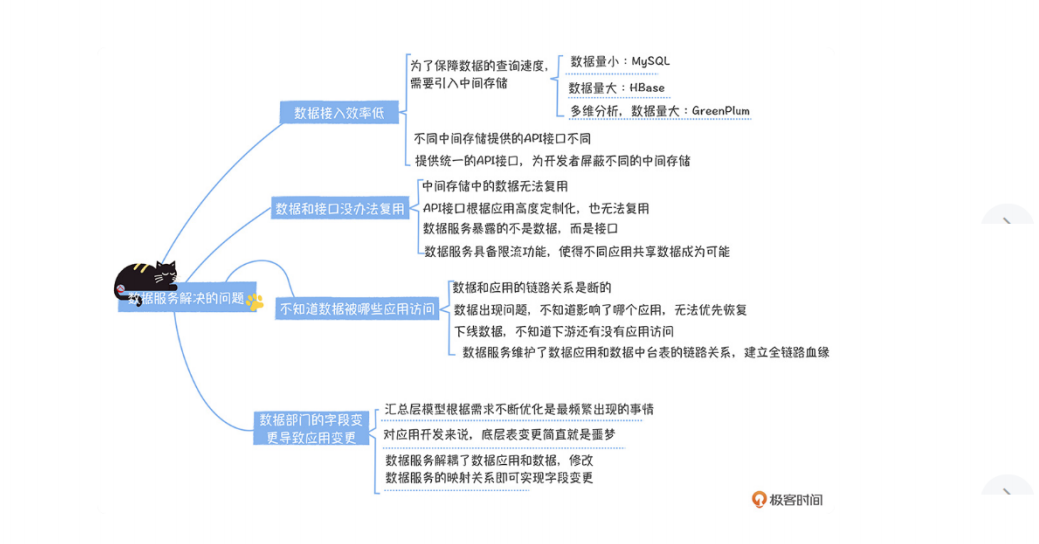 数据服务解决的问题
数据接入效率低
为了保障数据的查询速度,
需要引入中间存储
数据量小：MySQL
数据量大：HBase
多维分析，数据量大：GreenPlum
不同中间存储提供的API接口不同
提供统一的API接口，为开发者屏蔽不同的中间存储
数据和接口没办法复用
中间存储中的数据无法复用
API接口根据应用高度定制化，也无法复用
数据服务暴露的不是数据，而是接口
数据服务具备限流功能，使得不同应用共享数据成为可能
不知道数据被哪些应用访问
数据和应用的链路关系是断的
数据出现问题，不知道影响了哪个应用，无法优先恢复
下线数据，不知道下游还有没有应用访问
数据服务维护了数据应用和数据中台表的链路关系，建立全链路血缘
数据部门的字段变
更导致应用变更
汇总层模型根据需求不断优化是最频繁出现的事情
对应用开发来说，底层表变更简直就是噩梦
数据服务解耦了数据应用和数据，修改
数据服务的映射关系即可实现字段变更
极客时间